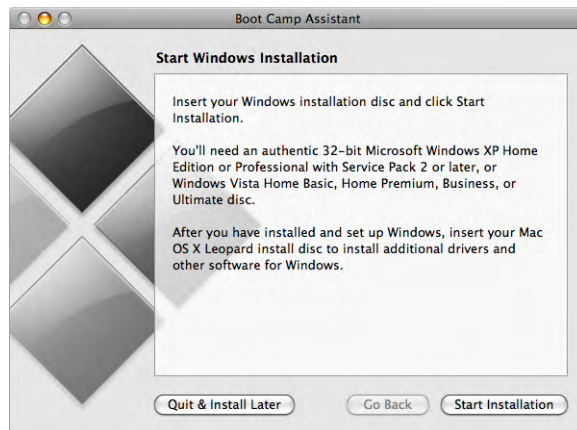 Boot Camp Assistant
Start Windows Installation
Insert your Windows installation disc and click Start
Installation.
You'll need an authentic 32-bit Microsoft Windows XP Home
Edition or Professional with Service Pack 2 or later, or
Windows Vista Home Basic, Home Premium, Business, or
Ultimate disc.
After you have installed and set up Windows, insert your Mac
OS X Leopard install disc to install additional drivers and
other software for Windows.
Quit & Install Later
Go Back
Start Installation